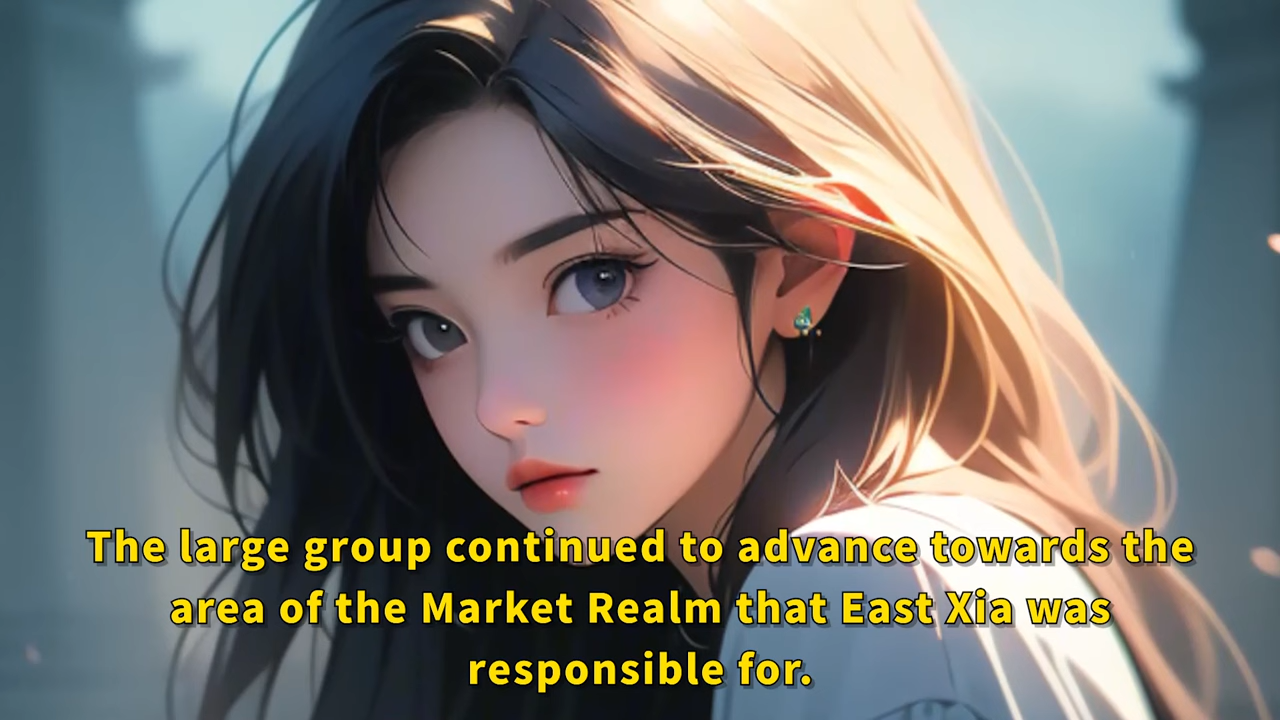 The large group continued to advance towards the
area of the Market Realm that East Xia was
responsible for.